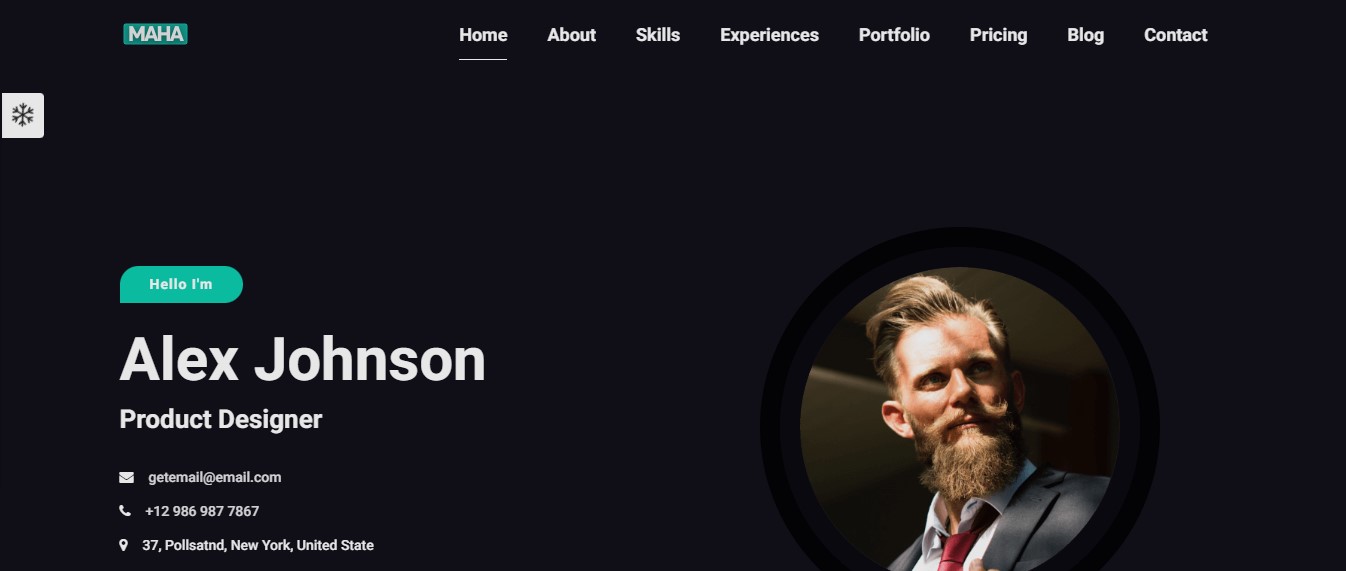 MAHA
Home About Skills Experiences Portfolio Pricing Blog Contact
Hello I'm
Alex Johnson
Product Designer
getemail@email.com
+12 986 987 7867
37, Pollsatnd, New York, United State